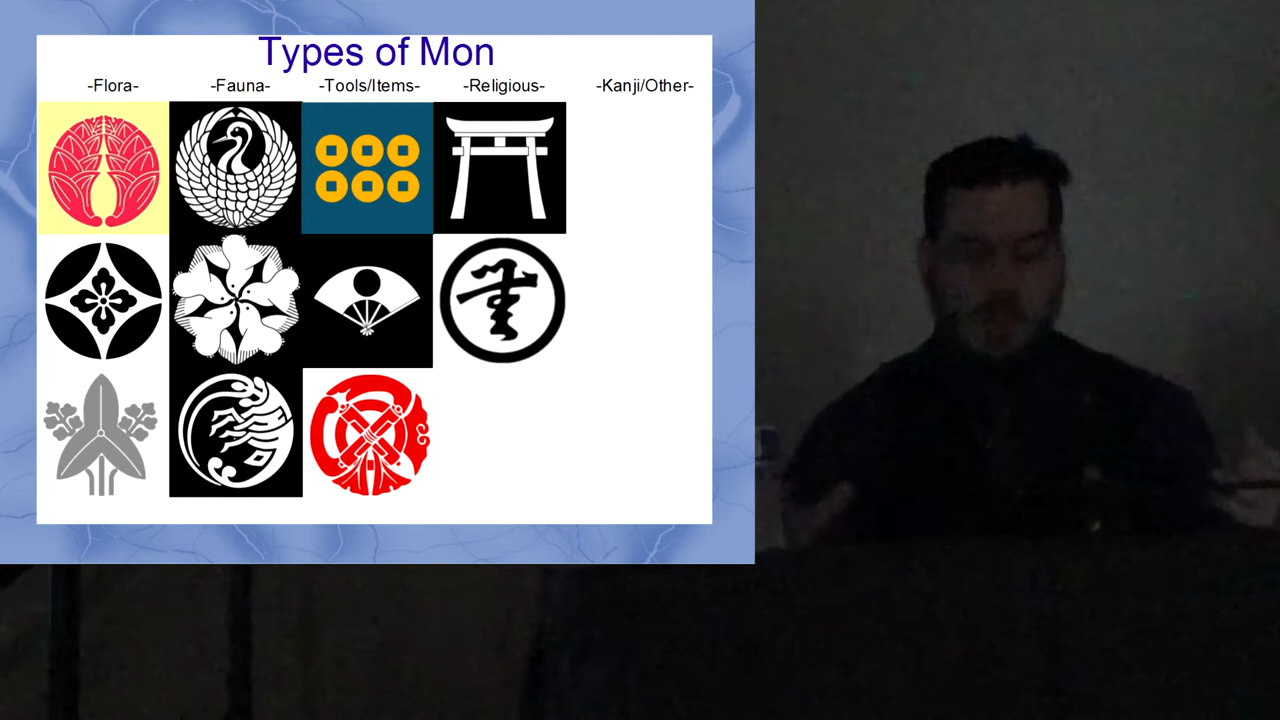 Types of Mon
-Flora- -Fauna- -Tools/Items- -Religious- -Kanji/Other-